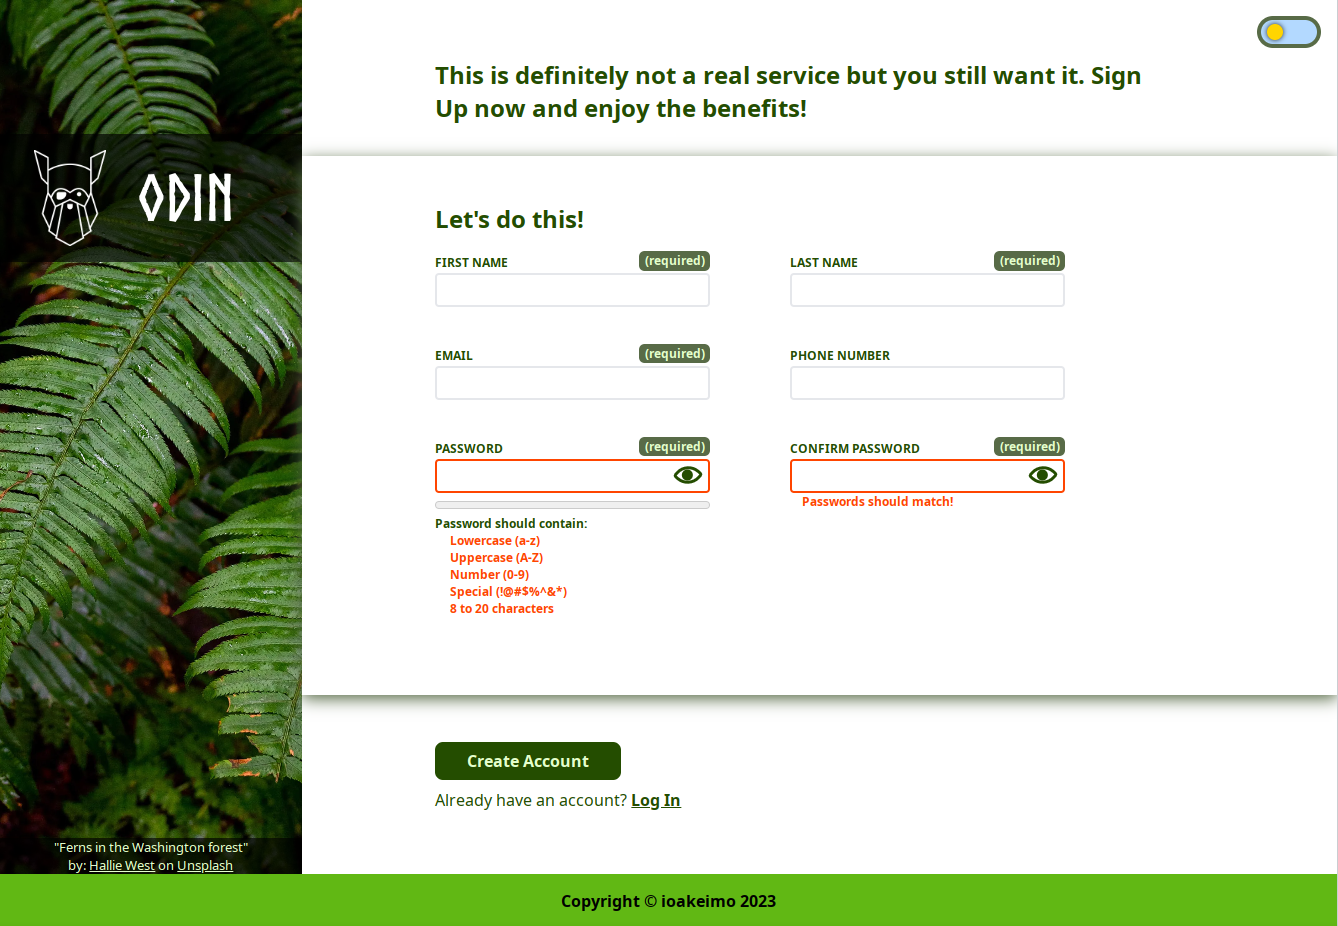 This is definitely not a real service but you still want it. Sign
Up now and enjoy the benefits!
ODIN
Let's do this!
FIRST NAME (required)
LAST NAME (required)
EMAIL (required)
PHONE NUMBER
PASSWORD (required)
CONFIRM PASSWORD (required)
Passwords should match!
Password should contain:
Lowercase (a-z)
Uppercase (A-Z)
Number (0-9)
Special (!@#$%^&*)
8 to 20 characters
Create Account
Already have an account? Log In
"Ferns in the Washington forest"
by: Hallie West on Unsplash
Copyright © ioakeimo 2023